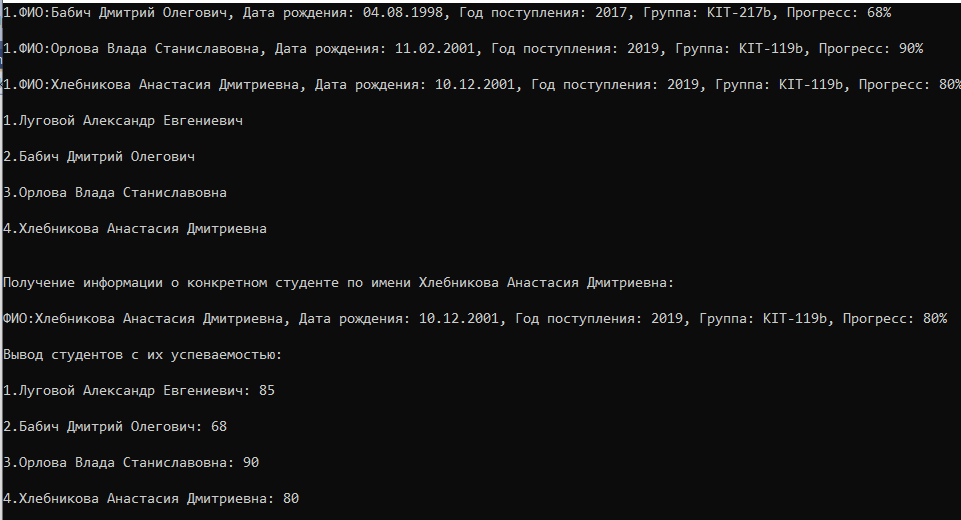 1.ФИО:Бабич Дмитрий Олегович, Дата рождения: 04.08.1998, Год поступления: 2017, Группа: KIT-217b, Прогресс: 68%
1.ФИО:Орлова Влада Станиславовна, Дата рождения: 11.02.2001, Год поступления: 2019, Группа: KIT-119b, Прогресс: 90%
1.ФИО:Хлебникова Анастасия Дмитриевна, Дата рождения: 10.12.2001, Год поступления: 2019, Группа: KIT-119b, Прогресс: 80%
1.Луговой Александр Евгениевич
2.Бабич Дмитрий Олегович
3.Орлова Влада Станиславовна
4.Хлебникова Анастасия Дмитриевна
Получение информации о конкретном студенте по имени Хлебникова Анастасия Дмитриевна:
ФИО:Хлебникова Анастасия Дмитриевна, Дата рождения: 10.12.2001, Год поступления: 2019, Группа: KIT-119b, Прогресс: 80%
Вывод студентов с их успеваемостью:
1.Луговой Александр Евгениевич: 85
2.Бабич Дмитрий Олегович: 68
3.Орлова Влада Станиславовна: 90
4.Хлебникова Анастасия Дмитриевна: 80